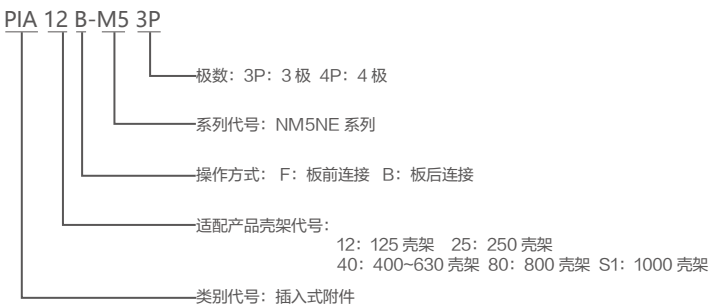 PIA 12 B-M5 3P
极数：3P：3 极 4P：4 极
系列代号：NM5NE 系列
操作方式： F：板前连接 B：板后连接
适配产品壳架代号：
12：125 壳架 25：250 壳架
40：400~630 壳架 80：800 壳架 S1：1000 壳架
类别代号：插入式附件